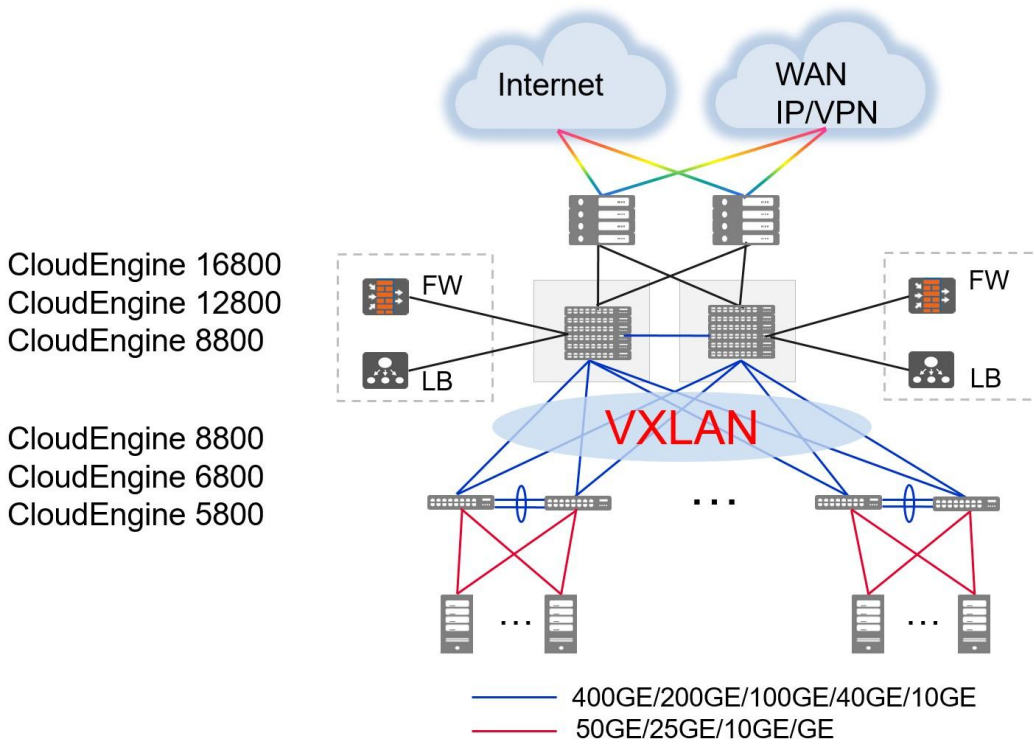 Internet
WAN
IP/VPN
CloudEngine 16800
CloudEngine 12800
CloudEngine 8800
FW
LB
FW
LB
VXLAN
CloudEngine 8800
CloudEngine 6800
CloudEngine 5800
...
... ...
... ...
400GE/200GE/100GE/40GE/10GE
50GE/25GE/10GE/GE